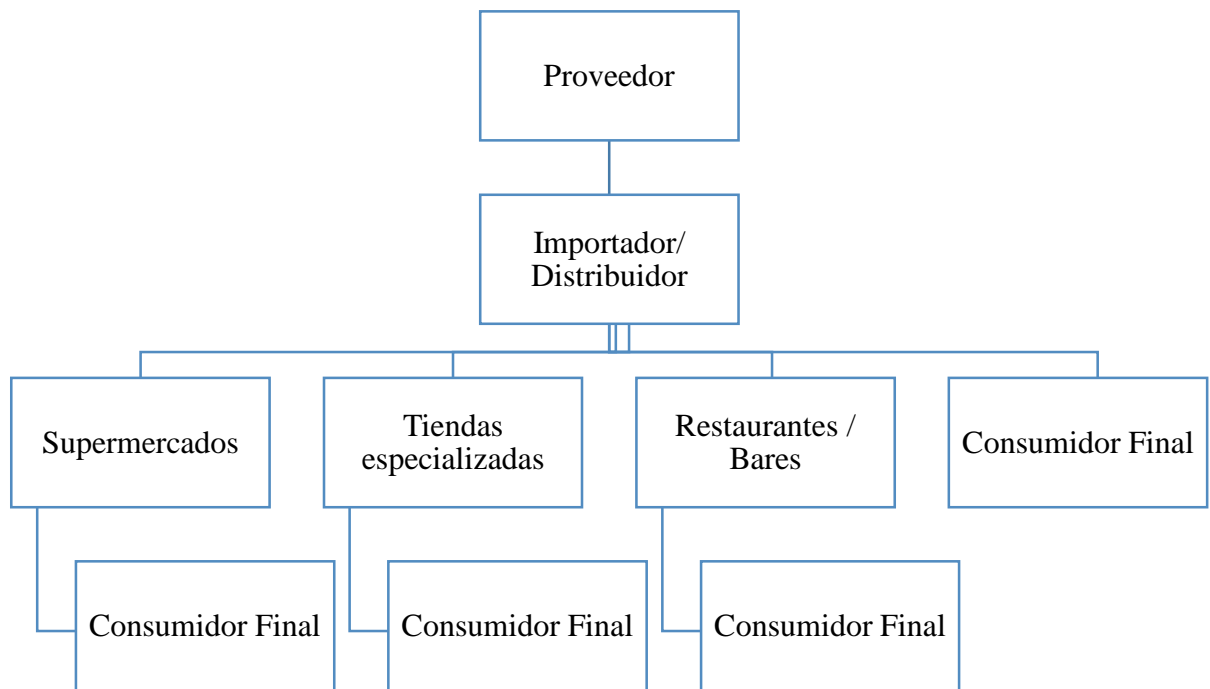 Proveedor
Importador/
Distribuidor
Supermercados
Tiendas
especializadas
Restaurantes /
Bares
Consumidor Final
Consumidor Final
Consumidor Final
Consumidor Final